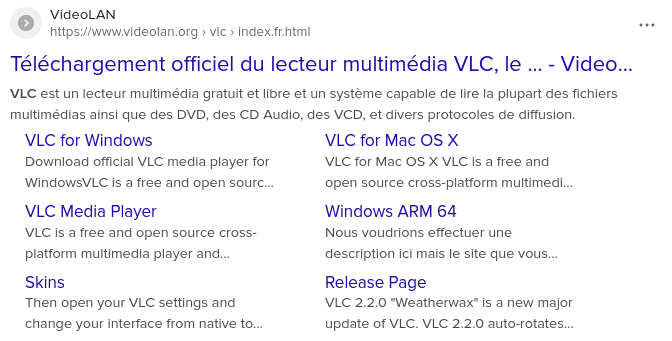 VideoLAN
https://www.videolan.org › vlc › index.fr.html
Téléchargement officiel du lecteur multimédia VLC, le ... - Video...
VLC est un lecteur multimédia gratuit et libre et un système capable de lire la plupart des fichiers
multimédias ainsi que des DVD, des CD Audio, des VCD, et divers protocoles de diffusion.
VLC for Windows
Download official VLC media player for
WindowsVLC is a free and open sourc...
VLC for Mac OS X
VLC for Mac OS X VLC is a free and
open source cross-platform multimedi...
VLC Media Player
VLC is a free and open source cross-
platform multimedia player and...
Windows ARM 64
Nous voudrions effectuer une
description ici mais le site que vous...
Skins
Then open your VLC settings and
change your interface from native to...
Release Page
VLC 2.2.0 "Weatherwax" is a new major
update of VLC. VLC 2.2.0 auto-rotates...